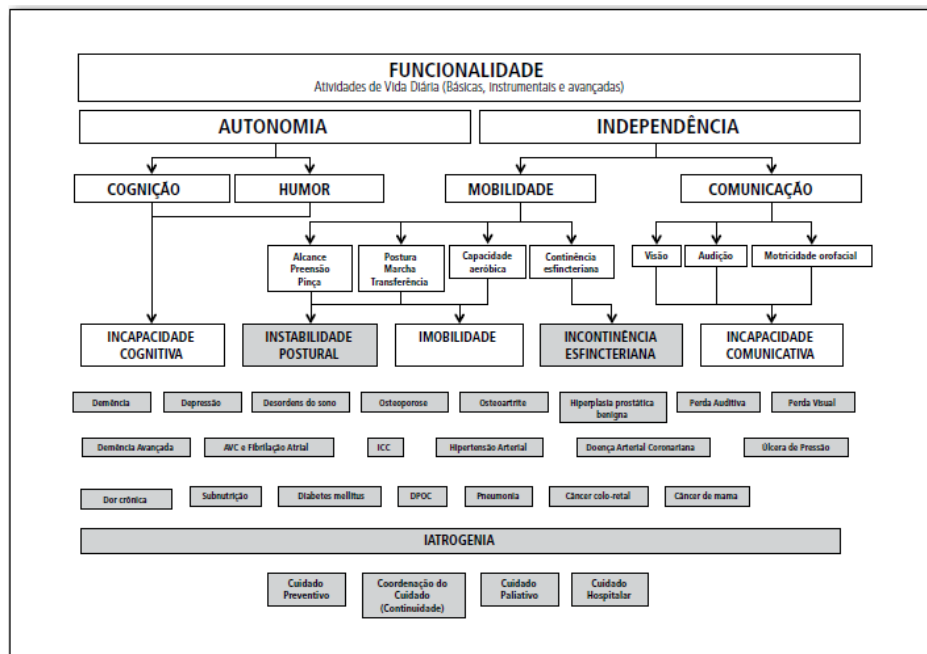 FUNCIONALIDADE
Atividades de Vida Diária (Básicas, instrumentais e avançadas)
AUTONOMIA
INDEPENDÊNCIA
COGNIÇÃO
HUMOR
MOBILIDADE
COMUNICAÇÃO
Alcance
Preensão
Pinça
Postura
Marcha
Transferência
Capacidade
aeróbica
Continência
esfincteriana
Visão
Audição
Motricidade orofacial
INCAPACIDADE
COGNITIVA
INSTABILIDADE
POSTURAL
IMOBILIDADE
INCONTINÊNCIA
ESFINCTERIANA
INCAPACIDADE
COMUNICATIVA
Demência
Depressão
Desordens do sono
Osteoporose
Osteoartrite
Hiperplasia prostática
benigna
Perda Auditiva
Perda Visual
Demência Avançada
AVC e Fibrilação Atrial
ICC
Hipertensão Arterial
Doença Arterial Coronariana
Úlcera de Pressão
Dor crônica
Subnutrição
Diabetes mellitus
DPOC
Pneumonia
Câncer colo-retal
Câncer de mama
IATROGENIA
Cuidado
Preventivo
Coordenação do
Cuidado
(Continuidade)
Cuidado
Paliativo
Cuidado
Hospitalar